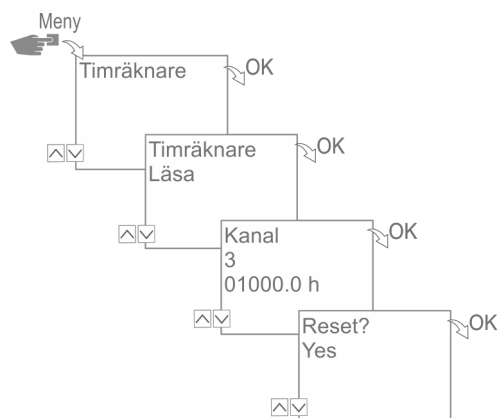 Meny
Timräknare
OK
Timräknare
Läsa
OK
Kanal
3
01000.0 h
OK
Reset?
Yes
OK